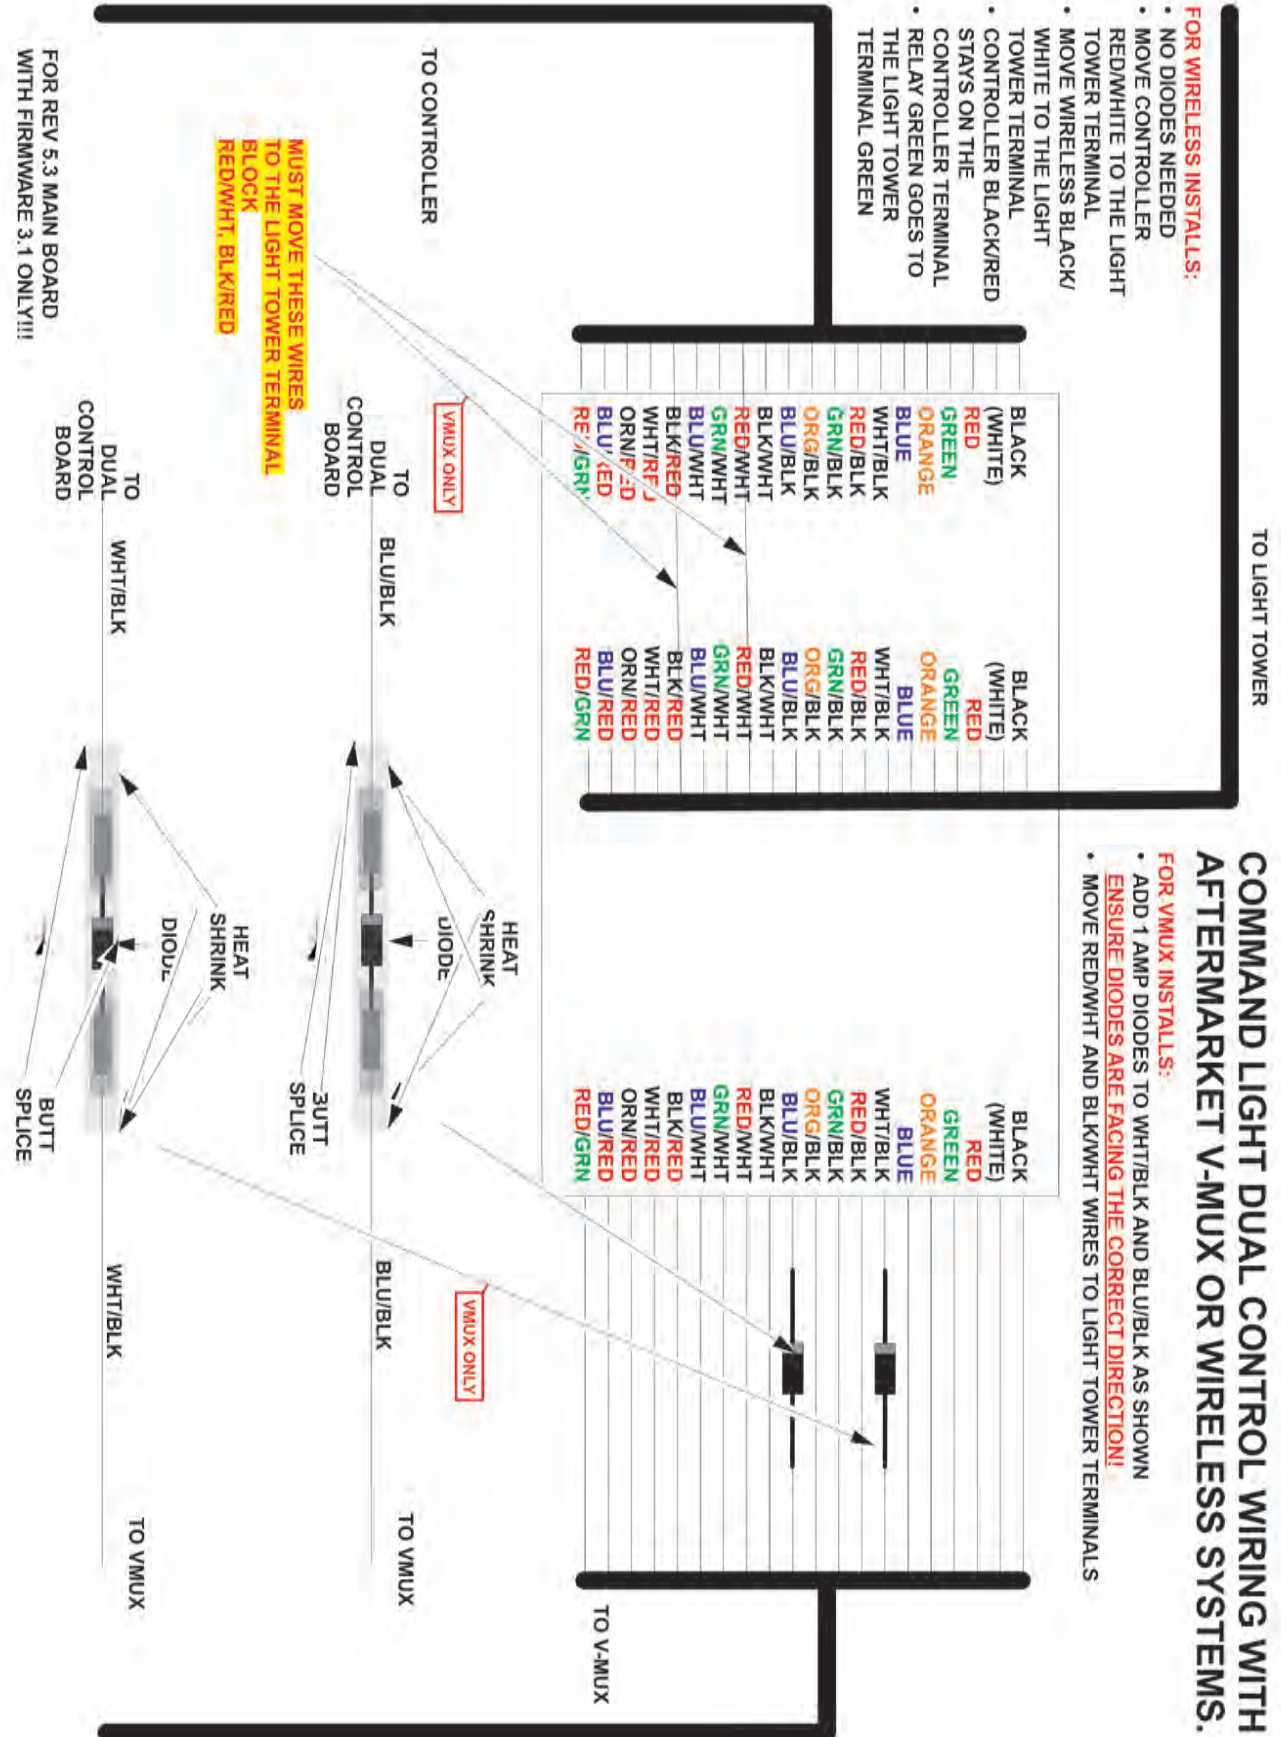 COMMAND LIGHT DUAL CONTROL WIRING WITH
AFTERMARKET V-MUX OR WIRELESS SYSTEMS.
FOR VMUX INSTALLS:
• ADD 1 AMP DIODES TO WHT/BLK AND BLU/BLK AS SHOWN
ENSURE DIODES ARE FACING THE CORRECT DIRECTION!
• MOVE RED/WHT AND BLK/WHT WIRES TO LIGHT TOWER TERMINALS
TO LIGHT TOWER
FOR WIRELESS INSTALLS:
• NO DIODES NEEDED
• MOVE CONTROLLER
RED/WHITE TO THE LIGHT
TOWER TERMINAL
• MOVE WIRELESS BLACK/
WHITE TO THE LIGHT
TOWER TERMINAL
• CONTROLLER BLACK/RED
STAYS ON THE
CONTROLLER TERMINAL
• RELAY GREEN GOES TO
THE LIGHT TOWER
TERMINAL GREEN
BLACK
(WHITE)
RED
GREEN
ORANGE
BLUE
WHT/BLK
RED/BLK
GRN/BLK
ORG/BLK
BLU/BLK
BLK/WHT
RED/WHT
GRN/WHT
BLU/WHT
BLK/RED
WHT/RED
ORN/RED
BLU/RED
RED/GRN
BLACK
(WHITE)
RED
GREEN
ORANGE
BLUE
WHT/BLK
RED/BLK
GRN/BLK
ORG/BLK
BLU/BLK
BLK/WHT
RED/WHT
GRN/WHT
BLU/WHT
BLK/RED
WHT/RED
ORN/RED
BLU/RED
RED/GRN
BLACK
(WHITE)
RED
GREEN
ORANGE
BLUE
WHT/BLK
RED/BLK
GRN/BLK
ORG/BLK
BLU/BLK
BLK/WHT
RED/WHT
GRN/WHT
BLU/WHT
BLK/RED
WHT/RED
ORN/RED
BLU/RED
RED/GRN
TO V-MUX
TO CONTROLLER
VMUX ONLY
VMUX ONLY
MUST MOVE THESE WIRES
TO THE LIGHT TOWER TERMINAL
BLOCK
RED/WHT, BLK/RED
TO
DUAL
CONTROL
BOARD
BLU/BLK
HEAT
SHRINK
DIODE
BUTT
SPLICE
BLU/BLK
TO VMUX
TO
DUAL
CONTROL
BOARD
WHT/BLK
HEAT
SHRINK
DIODE
BUTT
SPLICE
WHT/BLK
TO VMUX
FOR REV 5.3 MAIN BOARD
WITH FIRMWARE 3.1 ONLY!!!